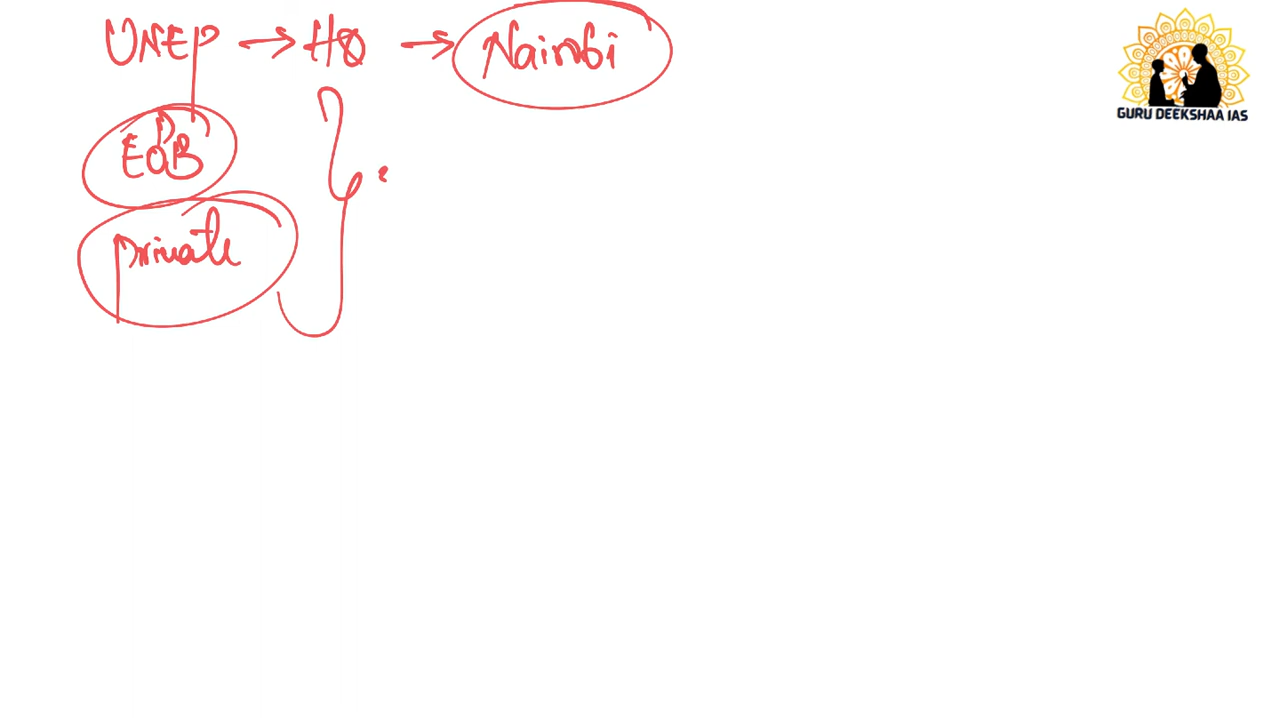 UNEP → HQ → Nairobi
GURU DEEKSHAA IAS
EOB
private